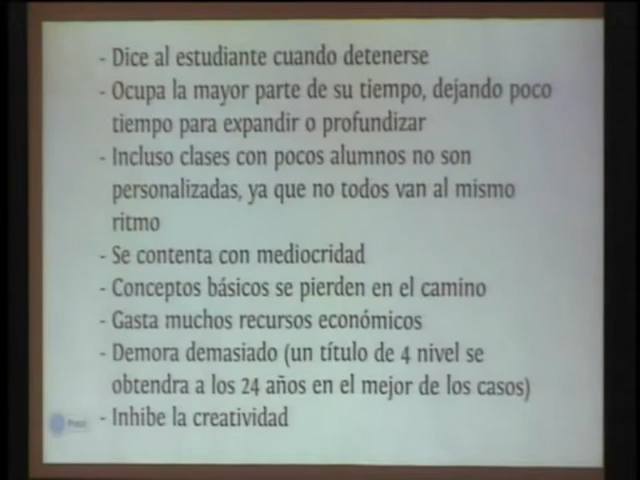 - Dice al estudiante cuando detenerse
- Ocupa la mayor parte de su tiempo, dejando poco
tiempo para expandir o profundizar
- Incluso clases con pocos alumnos no son
personalizadas, ya que no todos van al mismo
ritmo
- Se contenta con mediocridad
- Conceptos básicos se pierden en el camino
- Gasta muchos recursos económicos
- Demora demasiado (un título de 4 nivel se
obtendra a los 24 años en el mejor de los casos)
- Inhibe la creatividad